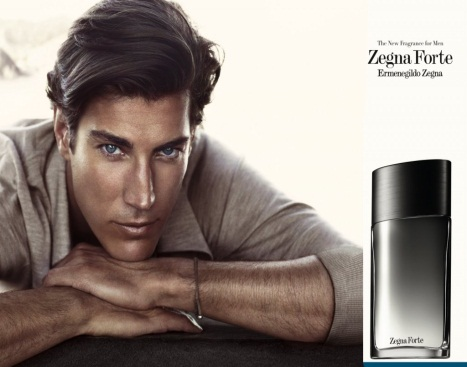 The New Fragrance for Men
Zegna Forte
Ermenegildo Zegna
Zegna Forte